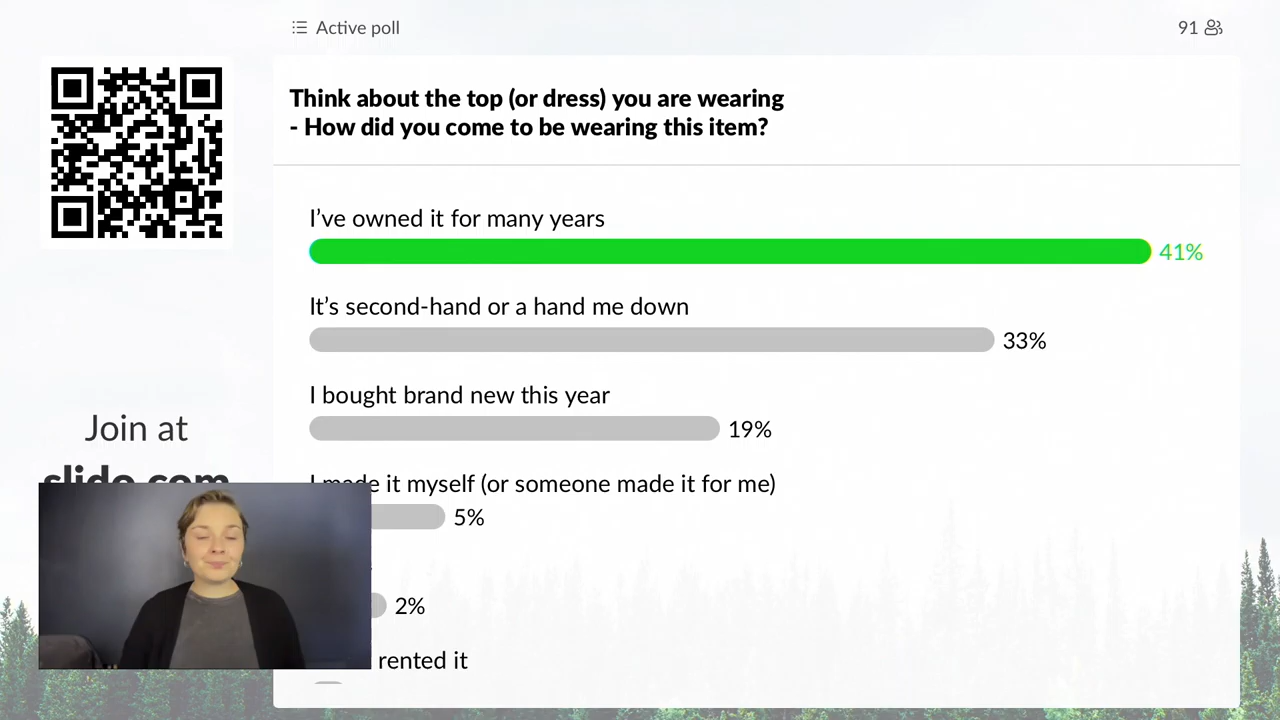 Active poll
91
Think about the top (or dress) you are wearing
- How did you come to be wearing this item?
I’ve owned it for many years
41%
It’s second-hand or a hand me down
33%
I bought brand new this year
19%
Join at
slido.com
I made it myself (or someone made it for me)
5%
2%
rented it